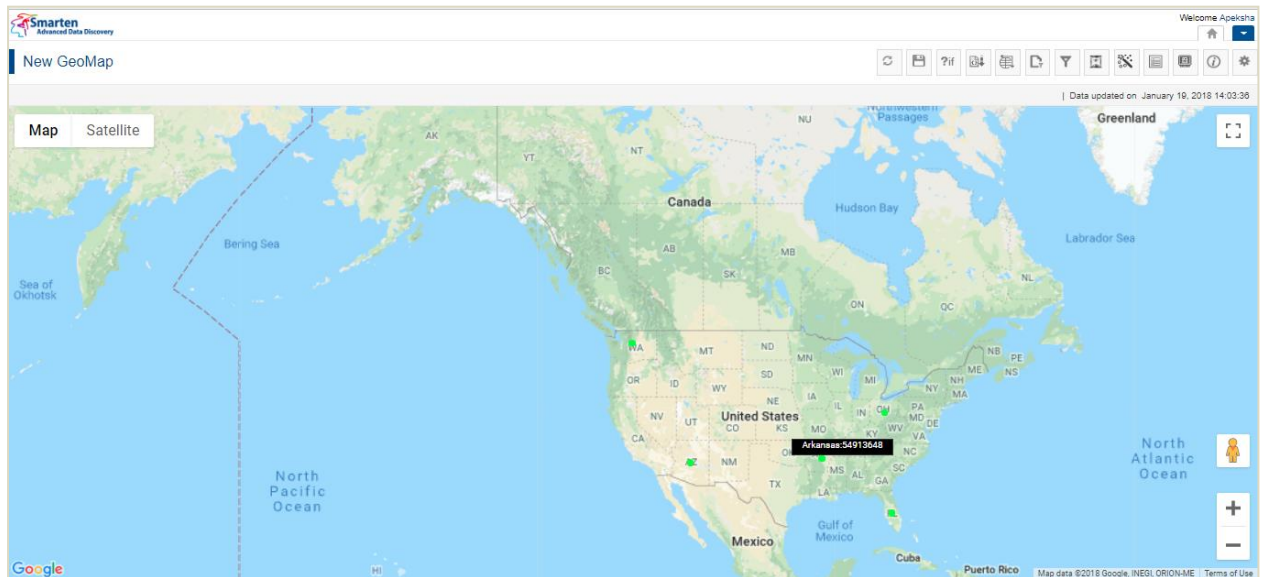 Smarten
Advanced Data Discovery
Welcome Apeksha
New GeoMap
?if
| Data updated on January 19, 2018 14:03:36
Map Satellite
Northwestern
Passages
NU
Greenland
AK
YT
NT
Canada
Hudson Bay
Bering Sea
Labrador Sea
AB
MB
BC
SK
NL
Sea of
Okhotsk
ON
QC
WA
MT
ND
MN
NB
PE
OR
ID
SD
WI
MI
ME
NS
NH
WY
NY
MA
NE
IA
IL
IN
OH
PA
NV
UT
United States
MD
DE
CO
KS
MO
KY
WV
VA
CA
Arkansas:54913648
AZ
NM
NC
MS
AL
SC
TX
LA
GA
North
Pacific
Ocean
North
Atlantic
Ocean
Gulf of
Mexico
Mexico
Cuba
Puerto Rico
HI
Google
Map data ©2018 Google, INEGI, ORION-ME Terms of Use